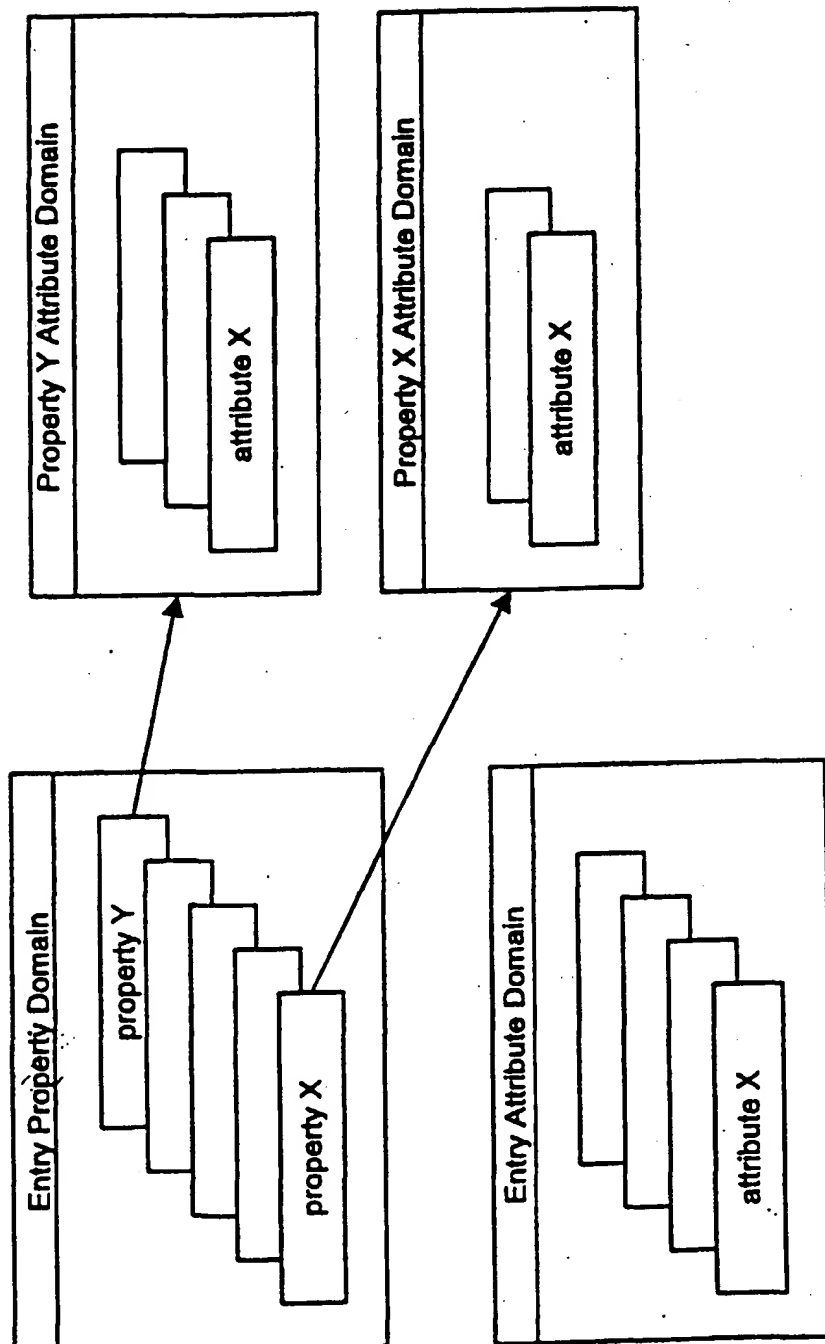 Entry Property Domain
property Y
property X
Property Y Attribute Domain
attribute X
Entry Attribute Domain
attribute X
Property X Attribute Domain
attribute X